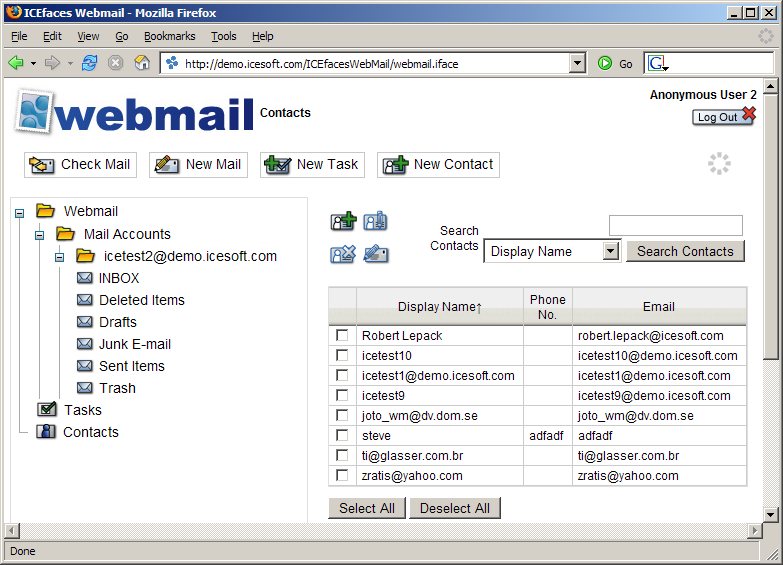 ICEfaces Webmail - Mozilla Firefox
File Edit View Go Bookmarks Tools Help
http://demo.icesoft.com/ICEfacesWebMail/webmail.iface Go G
webmail Contacts
Anonymous User 2
Log Out
Check Mail New Mail New Task New Contact
Webmail
Mail Accounts
icetest2@demo.icesoft.com
INBOX
Deleted Items
Drafts
Junk E-mail
Sent Items
Trash
Tasks
Contacts
Search
Contacts Display Name Search Contacts
Display Name↑ Phone No. Email
Robert Lepack robert.lepack@icesoft.com
icetest10 icetest10@demo.icesoft.com
icetest1@demo.icesoft.com icetest1@demo.icesoft.com
icetest9 icetest9@demo.icesoft.com
joto_wm@dv.dom.se joto_wm@dv.dom.se
steve adfadf adfadf
ti@glasser.com.br ti@glasser.com.br
zratis@yahoo.com zratis@yahoo.com
Select All Deselect All
Done